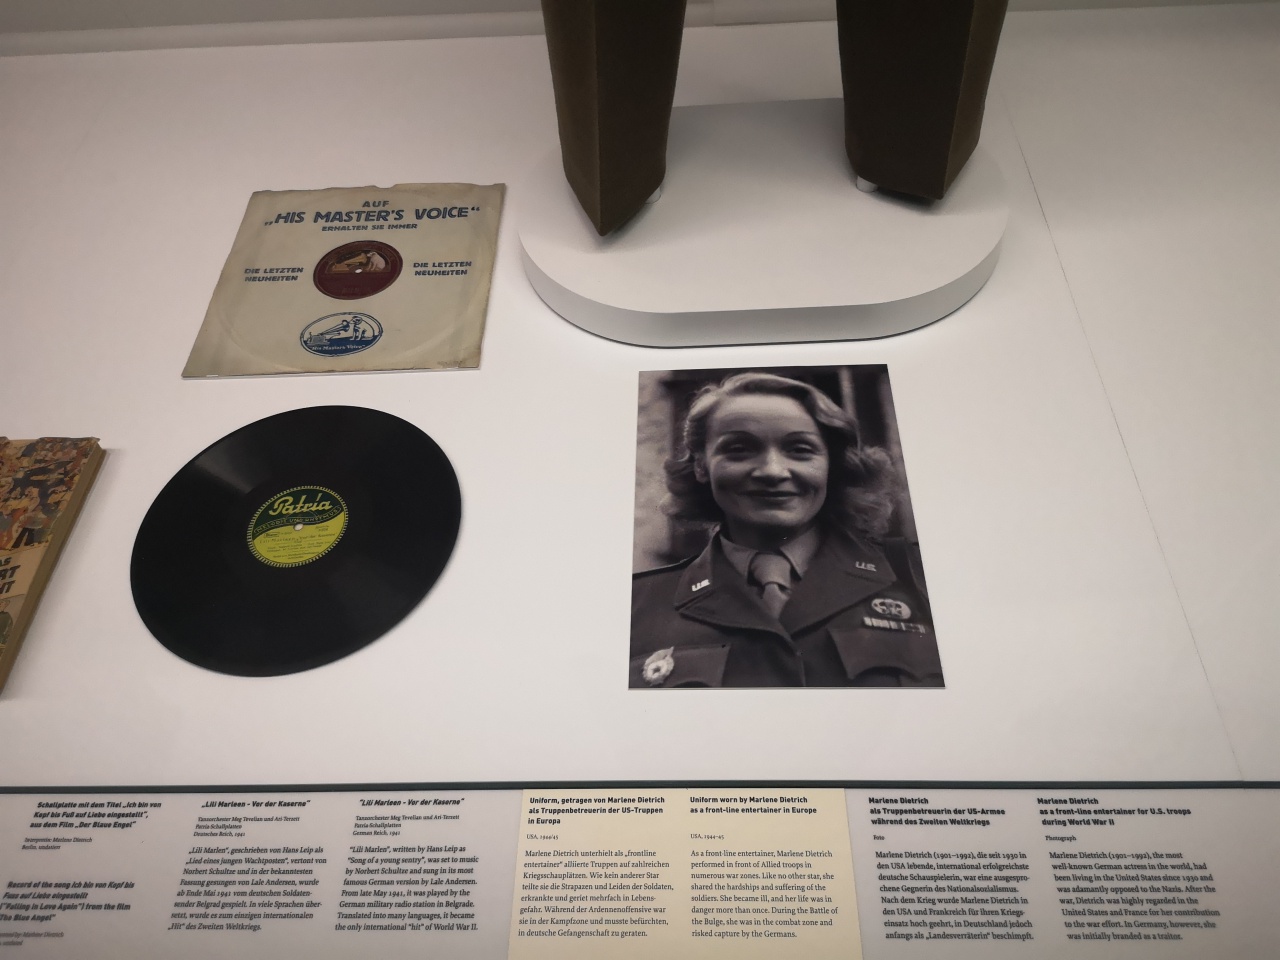 AUF
„HIS MASTER'S VOICE“
ERHALTEN SIE IMMER
DIE LETZTEN
NEUHEITEN
DIE LETZTEN
NEUHEITEN
"His Master's Voice"
Patria
U.S.
U.S.
Schallplatte mit dem Titel „Ich bin von
Kopf bis Fuß auf Liebe eingestellt“,
aus dem Film „Der Blaue Engel“
Interpretin: Marlene Dietrich
Berlin, undatiert
Record of the song Ich bin von Kopf bis
Fuss auf Liebe eingestellt
("Falling in Love Again") from the film
The Blue Angel
by Marlene Dietrich
undated
„Lili Marleen - Vor der Kaserne“
Tanzorchester Meg Tevelian und Ari-Terzett
Patria-Schallplatten
Deutsches Reich, 1941
„Lili Marlen“, geschrieben von Hans Leip als
„Lied eines jungen Wachtposten“, vertont von
Norbert Schultze und in der bekanntesten
Fassung gesungen von Lale Andersen, wurde
ab Ende Mai 1941 vom deutschen Soldaten-
sender Belgrad gespielt. In viele Sprachen über-
setzt, wurde es zum einzigen internationalen
„Hit“ des Zweiten Weltkriegs.
"Lili Marleen - Vor der Kaserne"
Tanzorchester Meg Tevelian und Ari-Terzett
Patria-Schallplatten
German Reich, 1941
"Lili Marlen", written by Hans Leip as
"Song of a young sentry", was set to music
by Norbert Schultze and sung in its most
famous German version by Lale Andersen.
From late May 1941, it was played by the
German military radio station in Belgrade.
Translated into many languages, it became
the only international "hit" of World War II.
Uniform, getragen von Marlene Dietrich
als Truppenbetreuerin der US-Truppen
in Europa
USA, 1944/45
Marlene Dietrich unterhielt als „frontline
entertainer“ alliierte Truppen auf zahlreichen
Kriegsschauplätzen. Wie kein anderer Star
teilte sie die Strapazen und Leiden der Soldaten,
erkrankte und geriet mehrfach in Lebens-
gefahr. Während der Ardennenoffensive war
sie in der Kampfzone und musste befürchten,
in deutsche Gefangenschaft zu geraten.
Uniform worn by Marlene Dietrich
as a front-line entertainer in Europe
USA, 1944-45
As a front-line entertainer, Marlene Dietrich
performed in front of Allied troops in
numerous war zones. Like no other star, she
shared the hardships and suffering of the
soldiers. She became ill, and her life was in
danger more than once. During the Battle of
the Bulge, she was in the combat zone and
risked capture by the Germans.
Marlene Dietrich
als Truppenbetreuerin der US-Armee
während des Zweiten Weltkriegs
Foto
Marlene Dietrich (1901–1992), die seit 1930 in
den USA lebende, international erfolgreichste
deutsche Schauspielerin, war eine ausgespro-
chene Gegnerin des Nationalsozialismus.
Nach dem Krieg wurde Marlene Dietrich in
den USA und Frankreich für ihren Kriegs-
einsatz hoch geehrt, in Deutschland jedoch
anfangs als „Landesverräterin“ beschimpft.
Marlene Dietrich
as a front-line entertainer for U.S. troops
during World War II
Photograph
Marlene Dietrich (1901–1992), the most
well-known German actress in the world, had
been living in the United States since 1930 and
was adamantly opposed to the Nazis. After the
war, Dietrich was highly regarded in the
United States and France for her contribution
to the war effort. In Germany, however, she
was initially branded as a traitor.